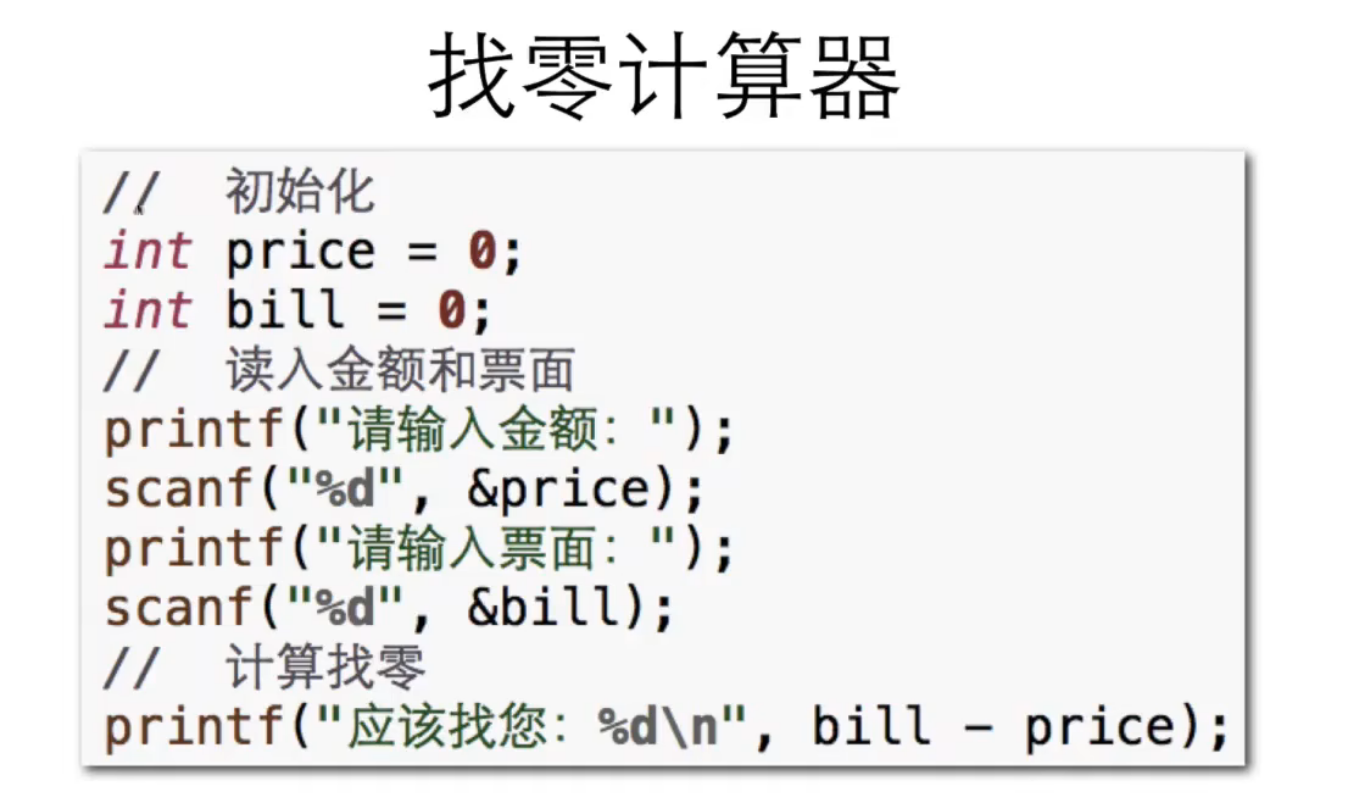 找零计算器
// 初始化
int price = 0;
int bill = 0;
// 读入金额和票面
printf("请输入金额：");
scanf("%d", &price);
printf("请输入票面：");
scanf("%d", &bill);
// 计算找零
printf("应该找您：%d\n", bill - price);